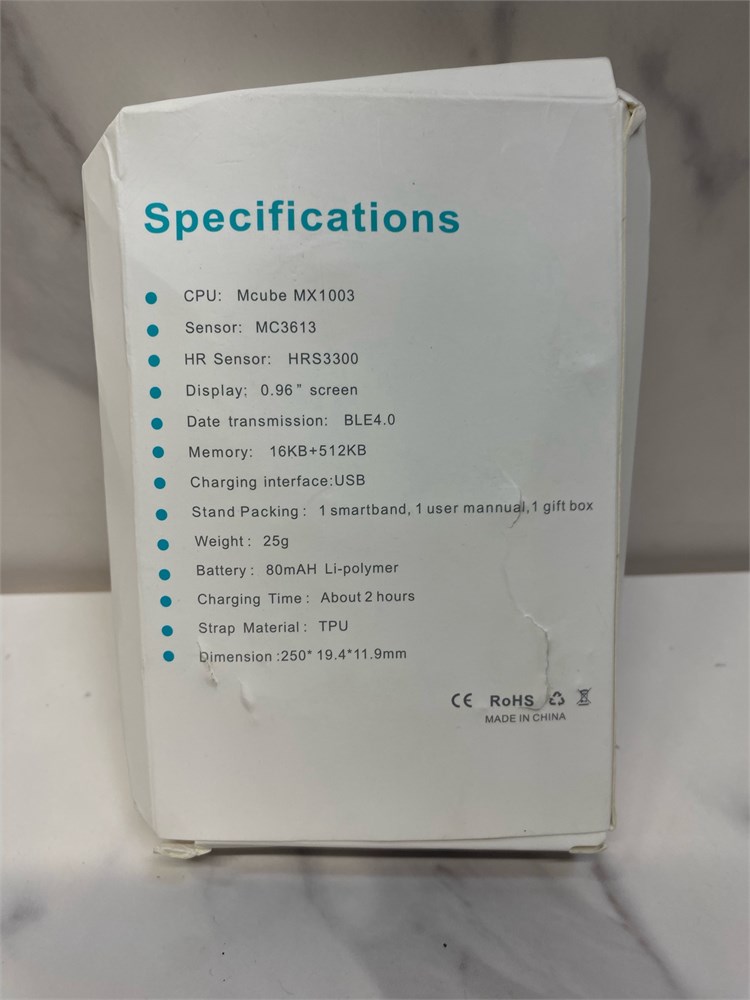 Specifications
CPU: Mcube MX1003
Sensor: MC3613
HR Sensor: HRS3300
Display: 0.96" screen
Date transmission: BLE4.0
Memory: 16KB+512KB
Charging interface:USB
Stand Packing: 1 smartband, 1 user mannual,1 gift box
Weight: 25g
Battery: 80mAH Li-polymer
Charging Time: About 2 hours
Strap Material: TPU
Dimension:250* 19.4*11.9mm
CE RoHS
MADE IN CHINA